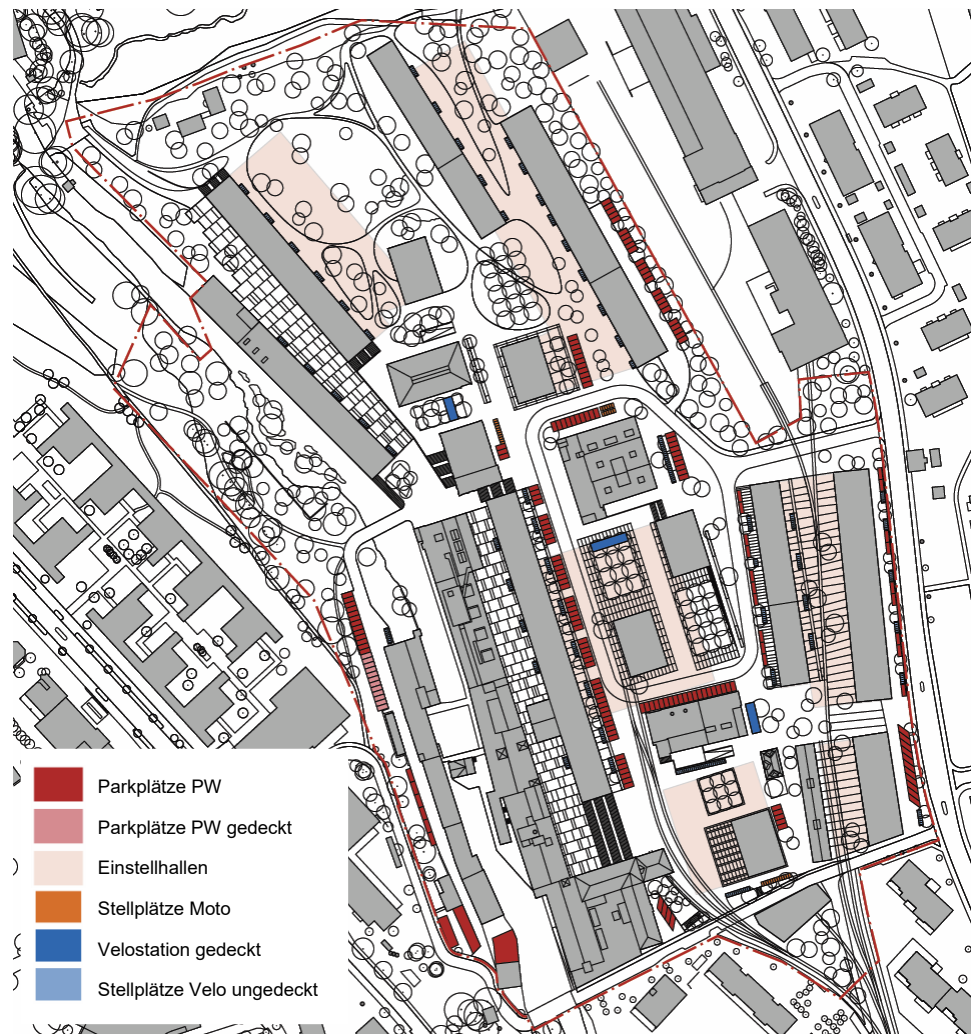 Parkplätze PW
Parkplätze PW gedeckt
Einstellhallen
Stellplätze Moto
Velostation gedeckt
Stellplätze Velo ungedeckt